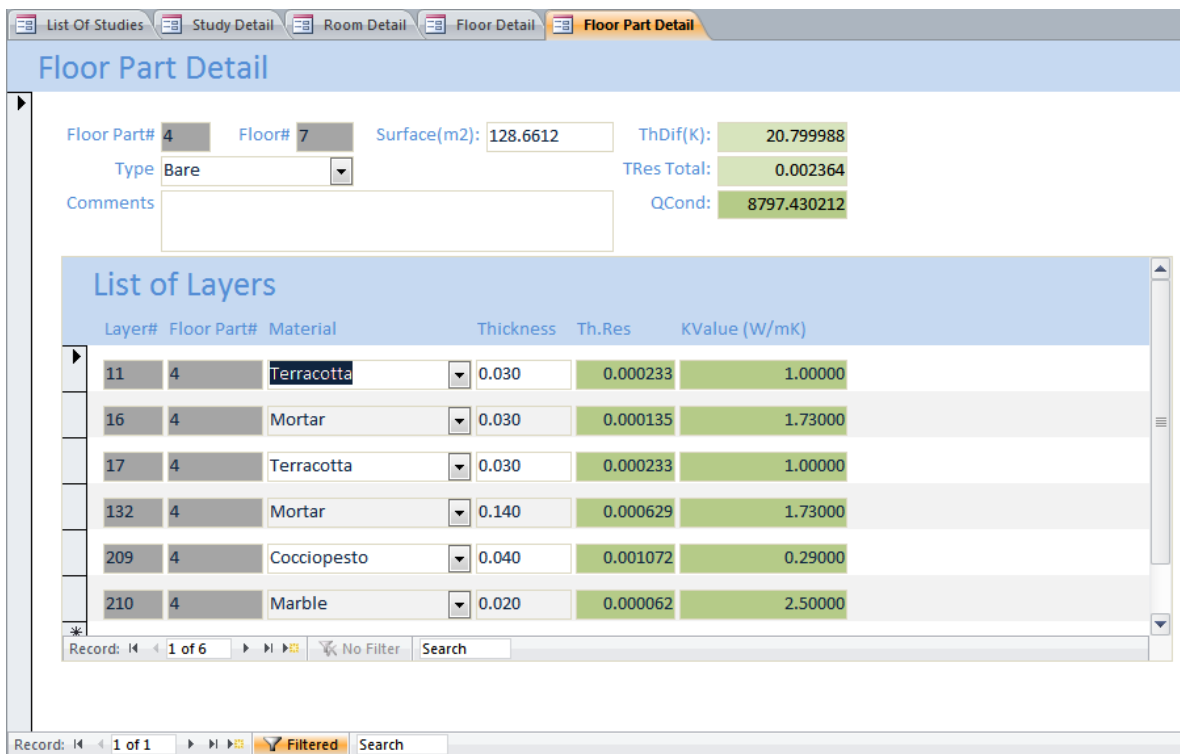 List Of Studies Study Detail Room Detail Floor Detail Floor Part Detail
Floor Part Detail
Floor Part# 4 Floor# 7 Surface(m2): 128.6612 ThDif(K): 20.799988
Type Bare TRes Total: 0.002364
Comments QCond: 8797.430212
List of Layers
Layer# Floor Part# Material Thickness Th.Res KValue (W/mK)
11 4 Terracotta 0.030 0.000233 1.00000
16 4 Mortar 0.030 0.000135 1.73000
17 4 Terracotta 0.030 0.000233 1.00000
132 4 Mortar 0.140 0.000629 1.73000
209 4 Cocciopesto 0.040 0.001072 0.29000
210 4 Marble 0.020 0.000062 2.50000
Record: 1 of 6 No Filter Search
Record: 1 of 1 Filtered Search